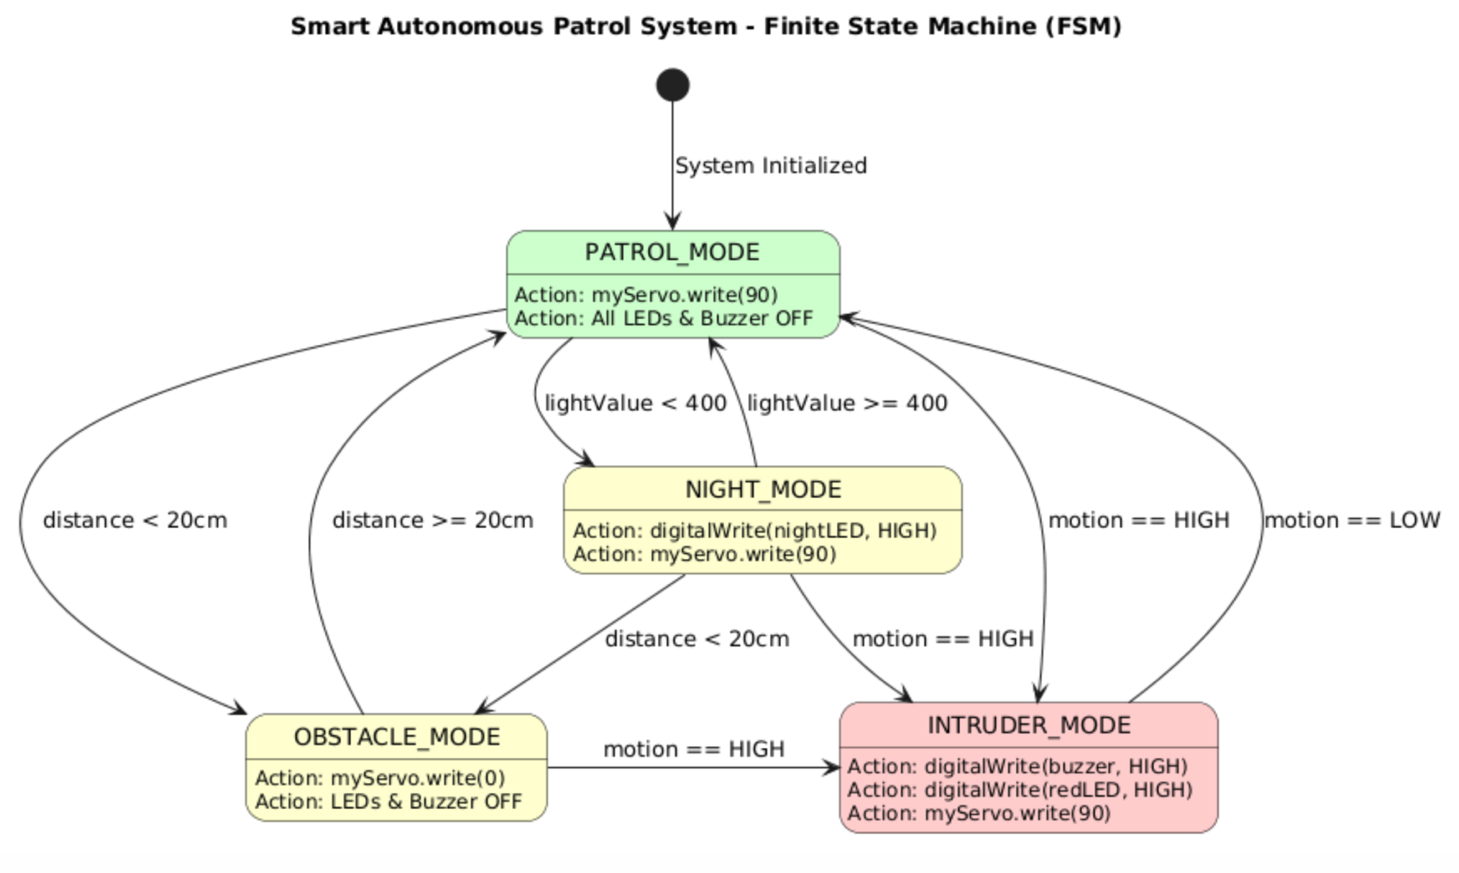 Smart Autonomous Patrol System - Finite State Machine (FSM)
System Initialized
PATROL_MODE
Action: myServo.write(90)
Action: All LEDs & Buzzer OFF
lightValue < 400
lightValue >= 400
NIGHT_MODE
Action: digitalWrite(nightLED, HIGH)
Action: myServo.write(90)
distance < 20cm
distance >= 20cm
motion == HIGH
motion == LOW
distance < 20cm
motion == HIGH
OBSTACLE_MODE
Action: myServo.write(0)
Action: LEDs & Buzzer OFF
motion == HIGH
INTRUDER_MODE
Action: digitalWrite(buzzer, HIGH)
Action: digitalWrite(redLED, HIGH)
Action: myServo.write(90)